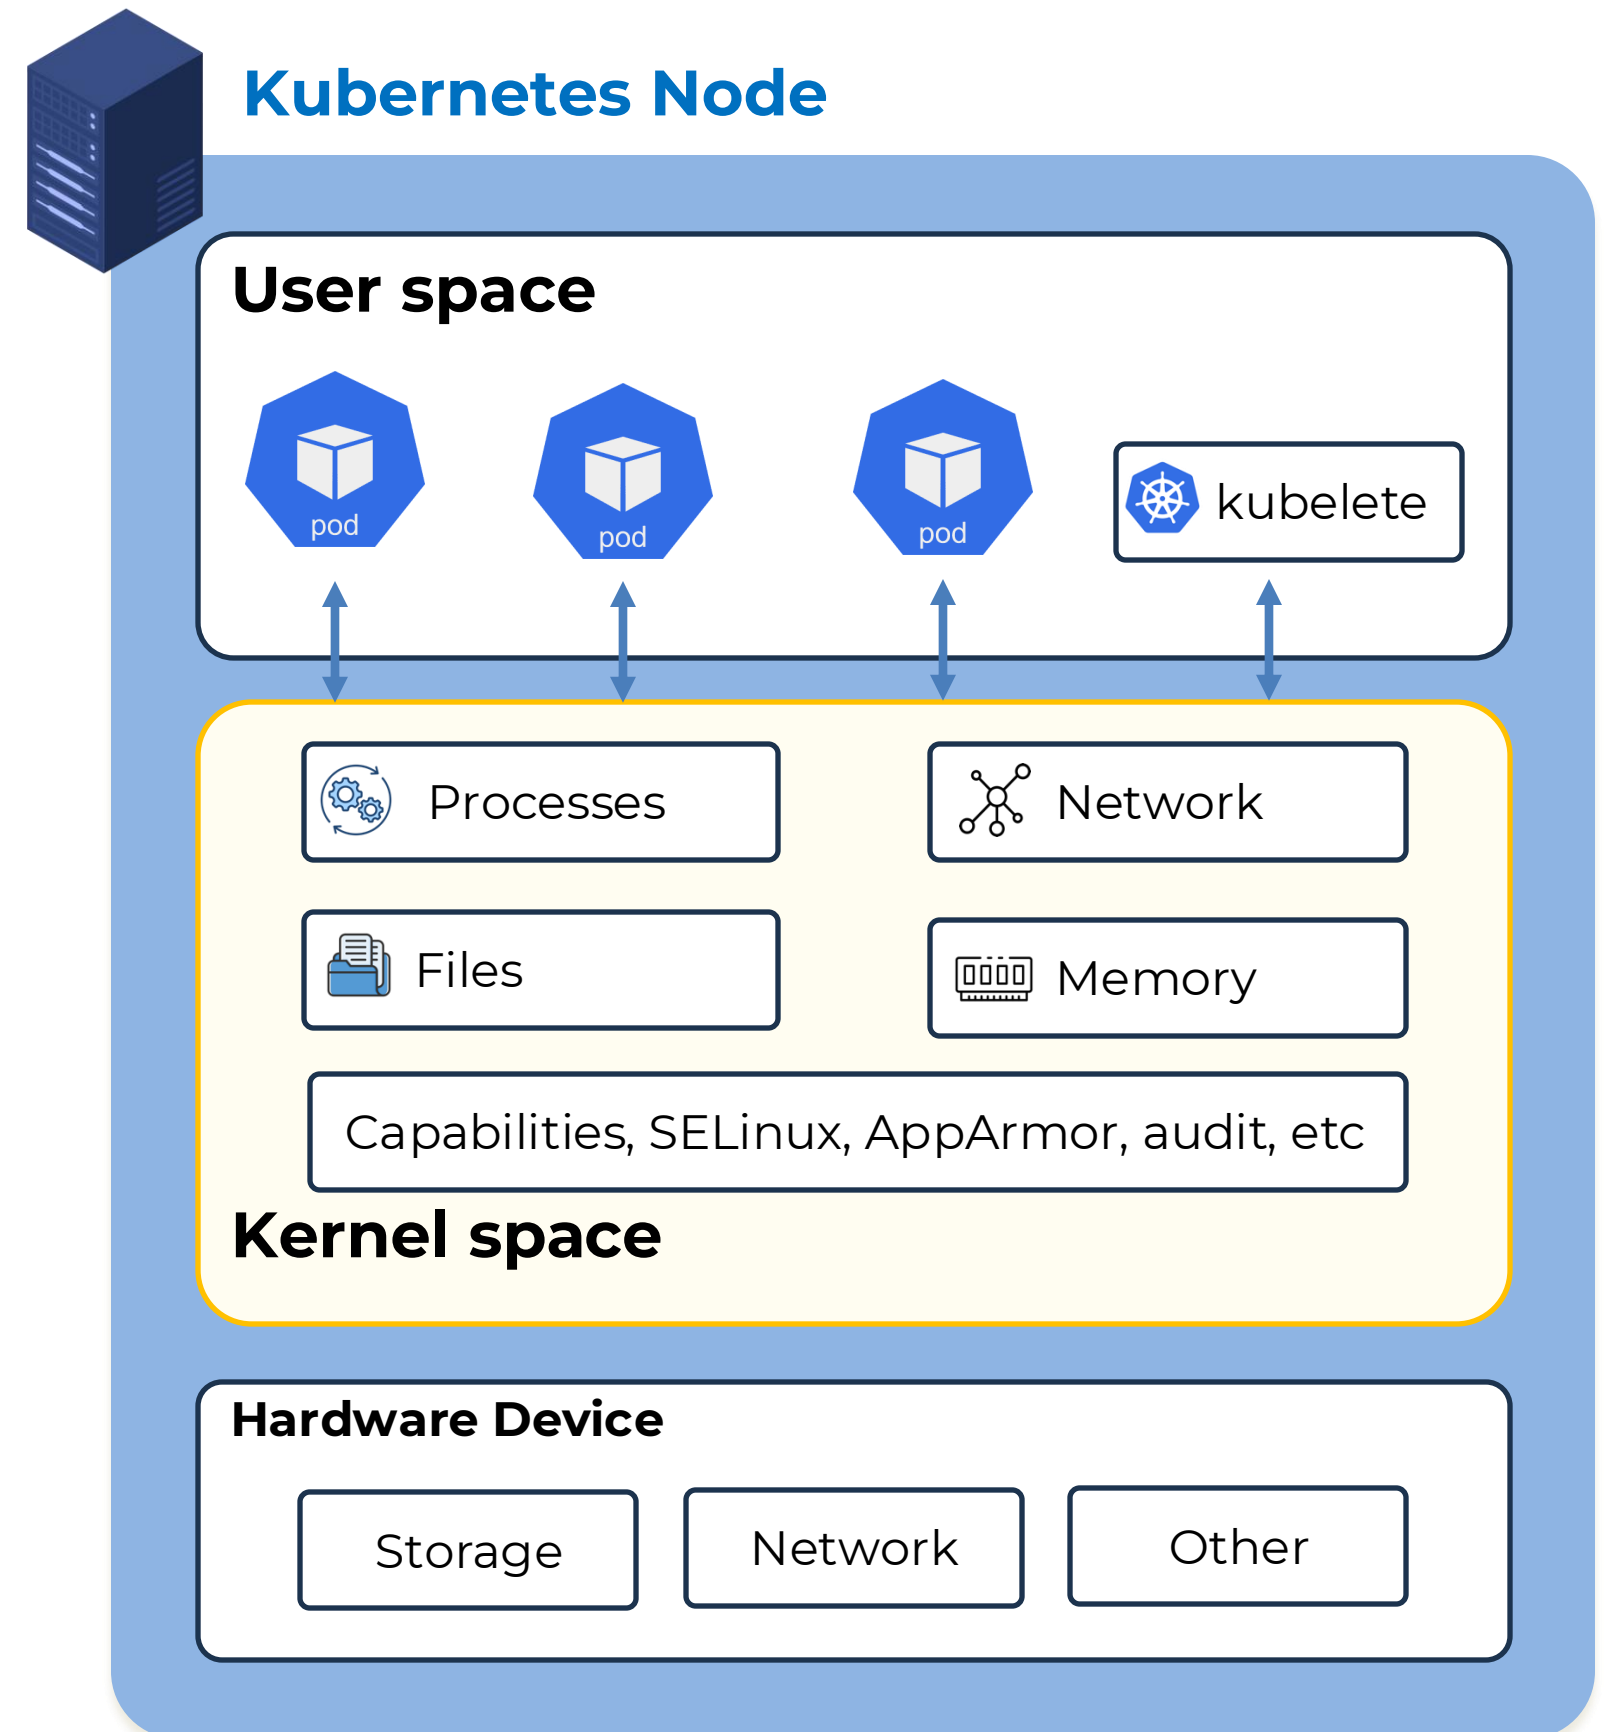 Kubernetes Node
User space
pod
pod
pod
kubelete
Processes
Network
Files
Memory
Capabilities, SELinux, AppArmor, audit, etc
Kernel space
Hardware Device
Storage
Network
Other